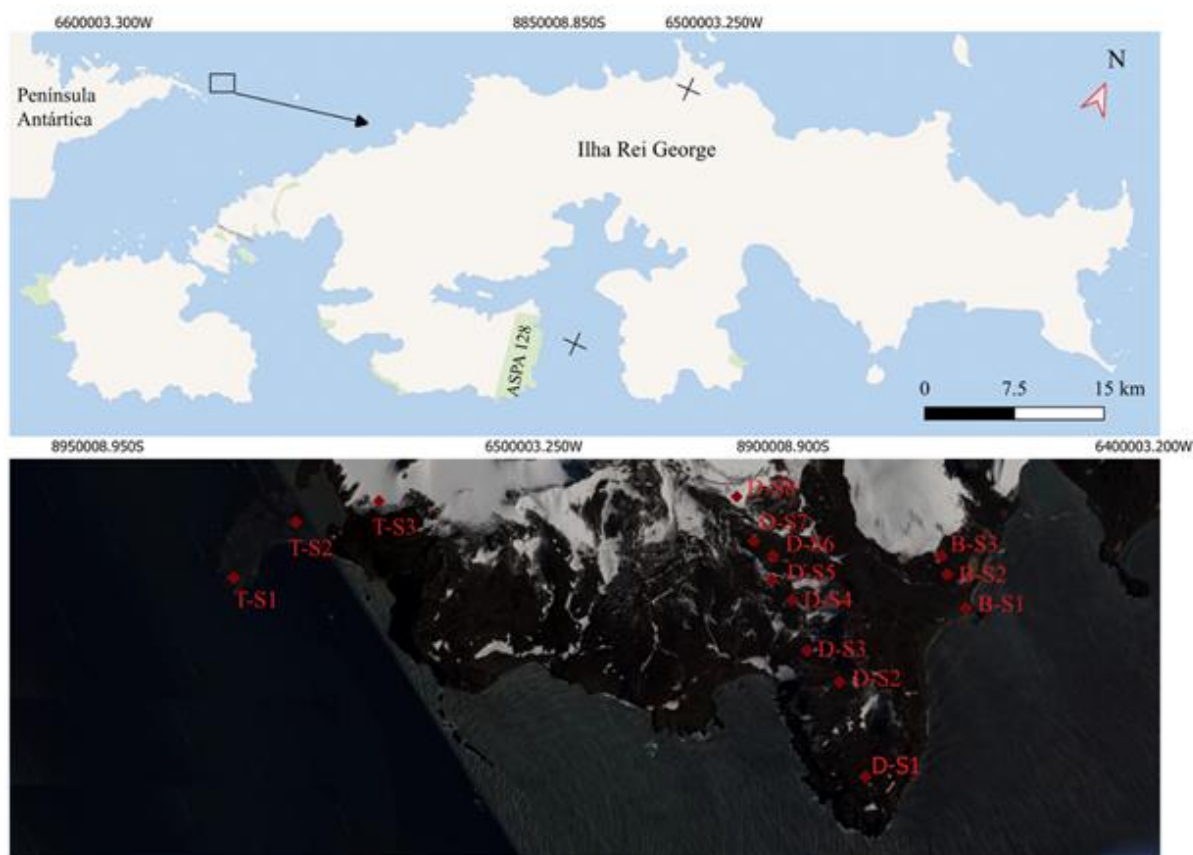 6600003.300W 8850008.850S 6500003.250W
N
Península
Antártica
Ilha Rei George
ASPA 128
0 7.5 15 km
8950008.950S 6500003.250W 8900008.900S 6400003.200W
D-S8
T-S3
D-S7
T-S2
D-S6
B-S3
D-S5
B-S2
T-S1
D-S4
B-S1
D-S3
D-S2
D-S1